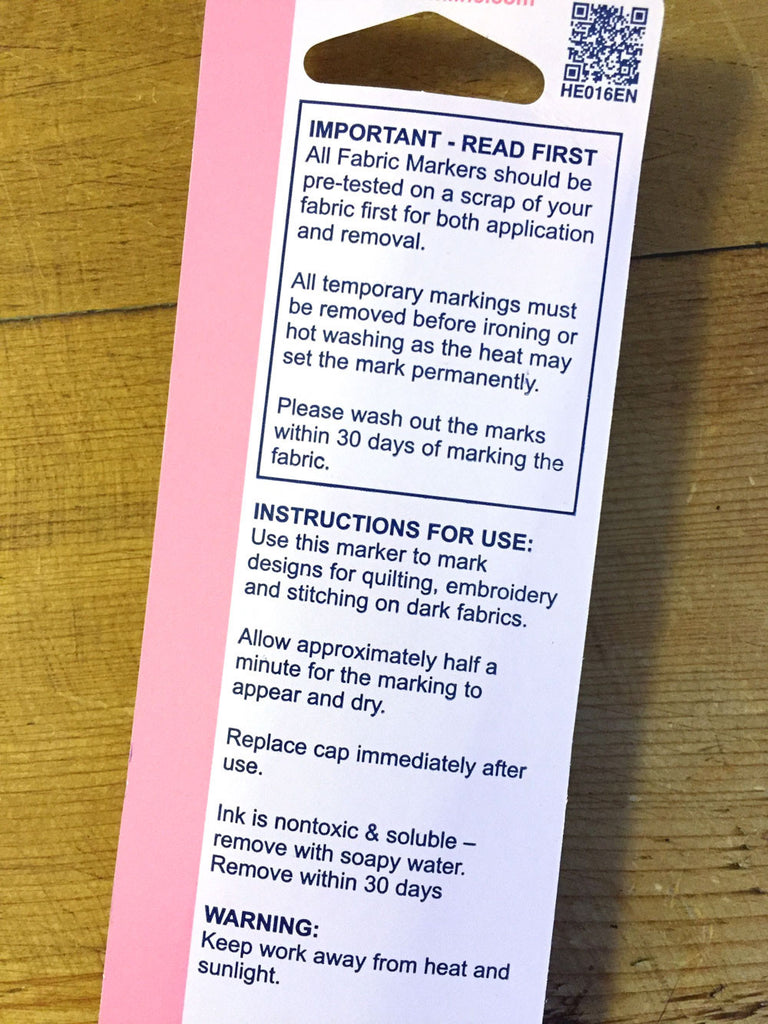 HE016EN
IMPORTANT - READ FIRST
All Fabric Markers should be
pre-tested on a scrap of your
fabric first for both application
and removal.
All temporary markings must
be removed before ironing or
hot washing as the heat may
set the mark permanently.
Please wash out the marks
within 30 days of marking the
fabric.
INSTRUCTIONS FOR USE:
Use this marker to mark
designs for quilting, embroidery
and stitching on dark fabrics.
Allow approximately half a
minute for the marking to
appear and dry.
Replace cap immediately after
use.
Ink is nontoxic & soluble –
remove with soapy water.
Remove within 30 days
WARNING:
Keep work away from heat and
sunlight.